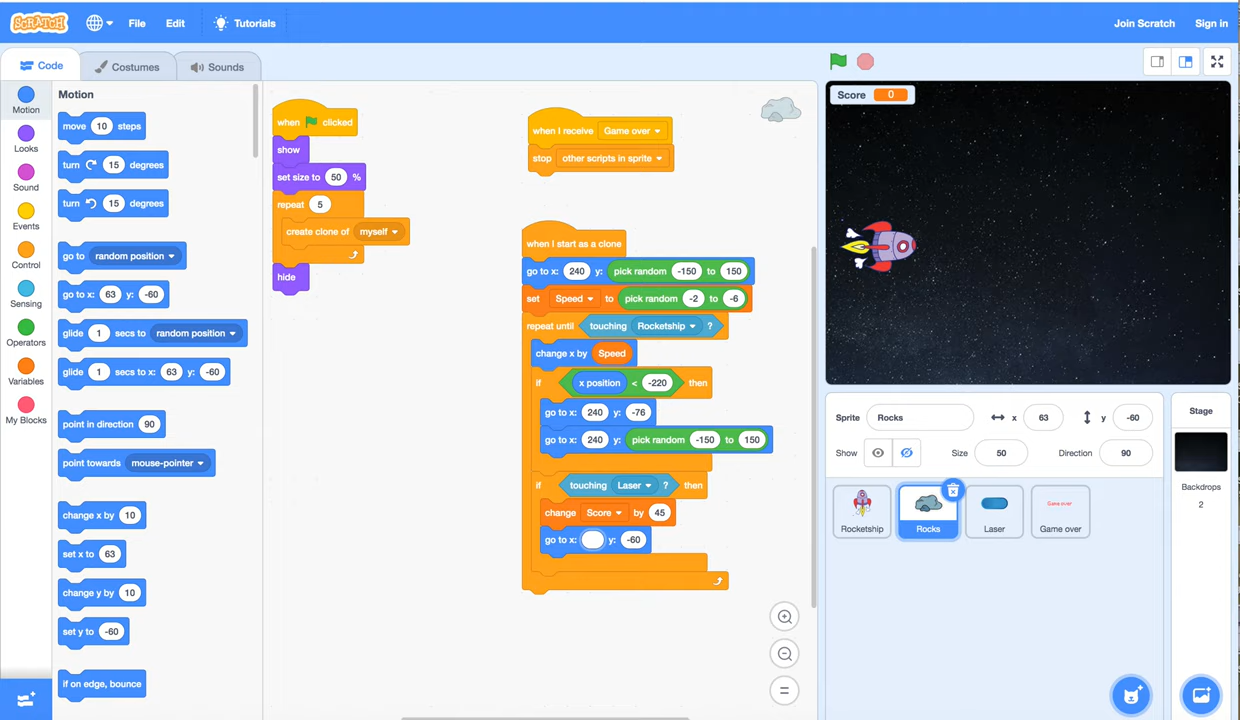 SCRATCH File Edit Tutorials Join Scratch Sign in
Code Costumes Sounds
Motion
Looks
Sound
Events
Control
Sensing
Operators
Variables
My Blocks
Motion
move 10 steps
turn 15 degrees
turn 15 degrees
go to random position
go to x: 63 y: -60
glide 1 secs to random position
glide 1 secs to x: 63 y: -60
point in direction 90
point towards mouse-pointer
change x by 10
set x to 63
change y by 10
set y to -60
if on edge, bounce
when clicked
show
set size to 50 %
repeat 5
create clone of myself
hide
when I receive Game over
stop other scripts in sprite
when I start as a clone
go to x: 240 y: pick random -150 to 150
set Speed to pick random -2 to -6
repeat until touching Rocketship ?
change x by Speed
if x position < -220 then
go to x: 240 y: -76
go to x: 240 y: pick random -150 to 150
if touching Laser ? then
change Score by 45
go to x: y: -60
Score 0
Sprite Rocks x 63 y -60
Show Size 50 Direction 90
Rocketship
Rocks
Laser
Game over
Game over
Stage
Backdrops
2